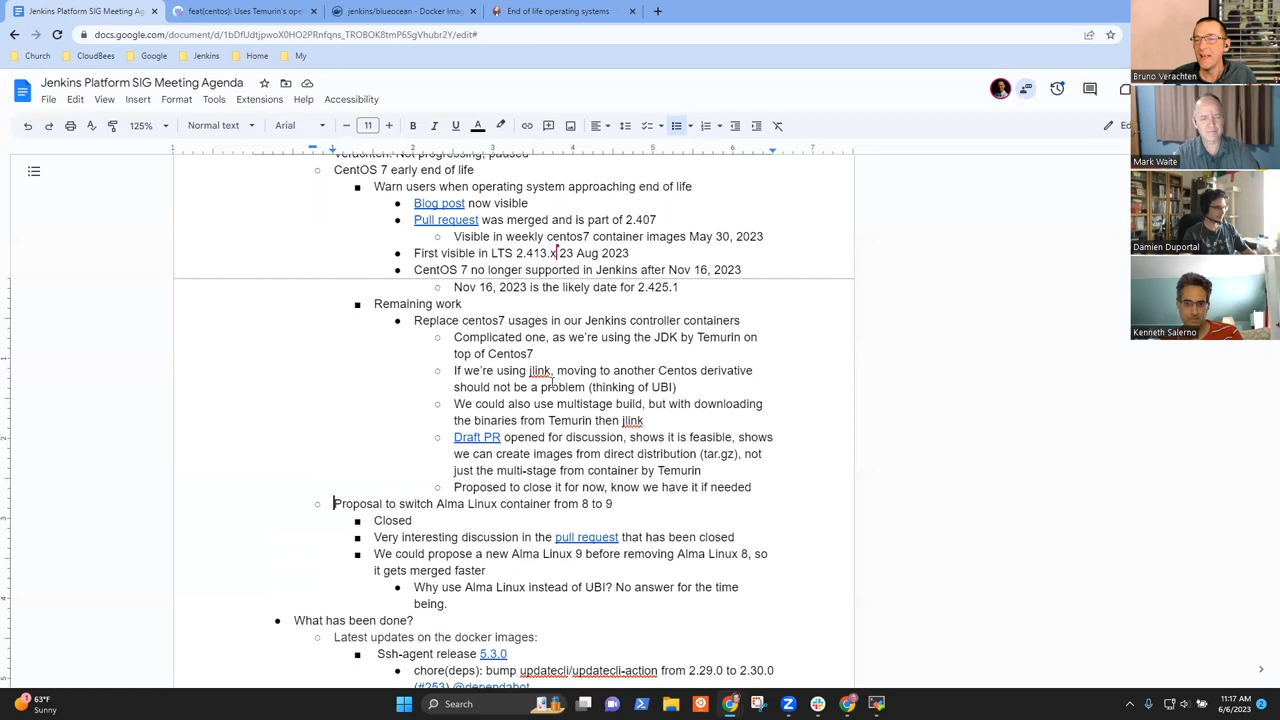 Jenkins Platform SIG Meeting Agenda
feat(centos): Uses Temurin's ope
jenkins/blueocean - Docker Imag
End of life operating systems
docs.google.com/document/d/1bDfUdtjpwoX0HO2PRnfqns_TROBOK8tmP6SgVhubr2Y/edit#
Church
CloudBees
Google
Jenkins
Home
My
Jenkins Platform SIG Meeting Agenda
File Edit View Insert Format Tools Extensions Accessibility
125%
Normal text
Arial
11
Verachten: Not progressing, paused
CentOS 7 early end of life
Warn users when operating system approaching end of life
Blog post now visible
Pull request was merged and is part of 2.407
Visible in weekly centos7 container images May 30, 2023
First visible in LTS 2.413.x 23 Aug 2023
CentOS 7 no longer supported in Jenkins after Nov 16, 2023
Nov 16, 2023 is the likely date for 2.425.1
Remaining work
Replace centos7 usages in our Jenkins controller containers
Complicated one, as we're using the JDK by Temurin on
top of Centos7
If we're using jlink, moving to another Centos derivative
should not be a problem (thinking of UBI)
We could also use multistage build, but with downloading
the binaries from Temurin then jlink
Draft PR opened for discussion, shows it is feasible, shows
we can create images from direct distribution (tar.gz), not
just the multi-stage from container by Temurin
Proposed to close it for now, know we have it if needed
Proposal to switch Alma Linux container from 8 to 9
Closed
Very interesting discussion in the pull request that has been closed
We could propose a new Alma Linux 9 before removing Alma Linux 8, so
it gets merged faster
Why use Alma Linux instead of UBI? No answer for the time
being.
What has been done?
Latest updates on the docker images:
Ssh-agent release 5.3.0
chore(deps): bump updatecli/updatecli-action from 2.29.0 to 2.30.0
(#253) @dependabot
Bruno Verachten
Mark Waite
Damien Duportal
Kenneth Salerno
63°F
Sunny
Search
11:17 AM
6/6/2023